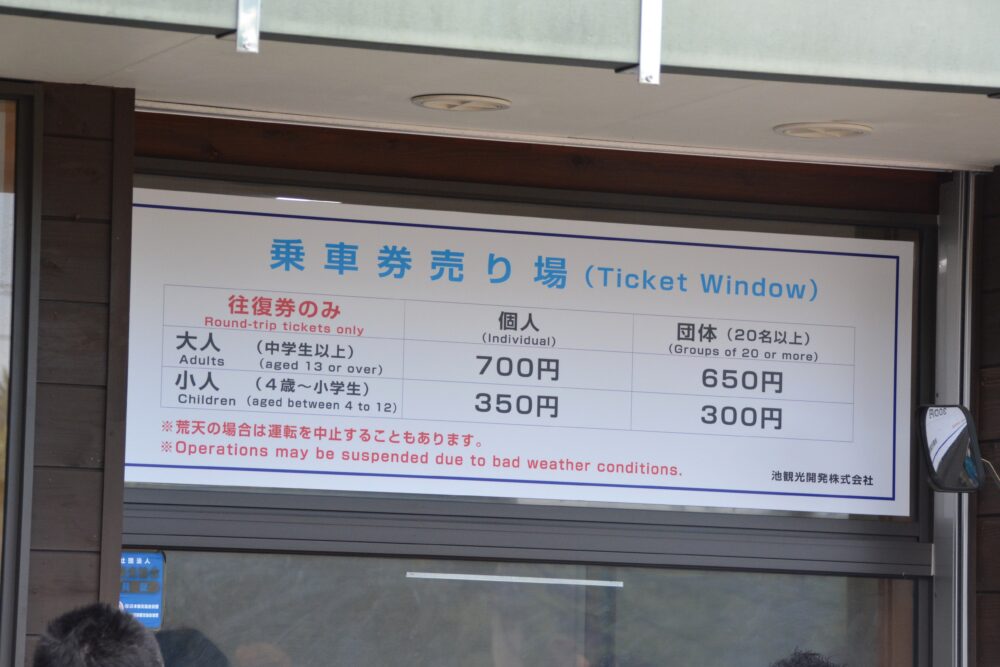 乗車券売り場 (Ticket Window)
往復券のみ
Round-trip tickets only
個人
(Individual)
団体 (20名以上)
(Groups of 20 or more)
大人 (中学生以上)
Adults (aged 13 or over)
700円
650円
小人 (4歳～小学生)
Children (aged between 4 to 12)
350円
300円
※荒天の場合は運転を中止することもあります。
※Operations may be suspended due to bad weather conditions.
池観光開発株式会社
社団法人